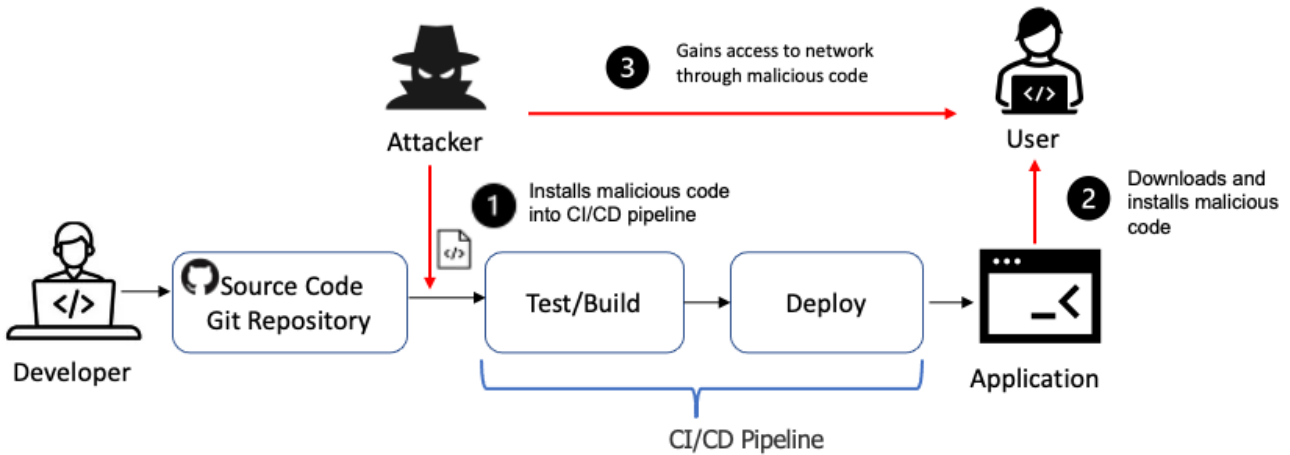 3
Gains access to network
through malicious code
</>
Attacker
User
1
Installs malicious code
into CI/CD pipeline
2
Downloads and
installs malicious
code
</>
</>
Source Code
Git Repository
Test/Build
Deploy
_<
Developer
Application
CI/CD Pipeline